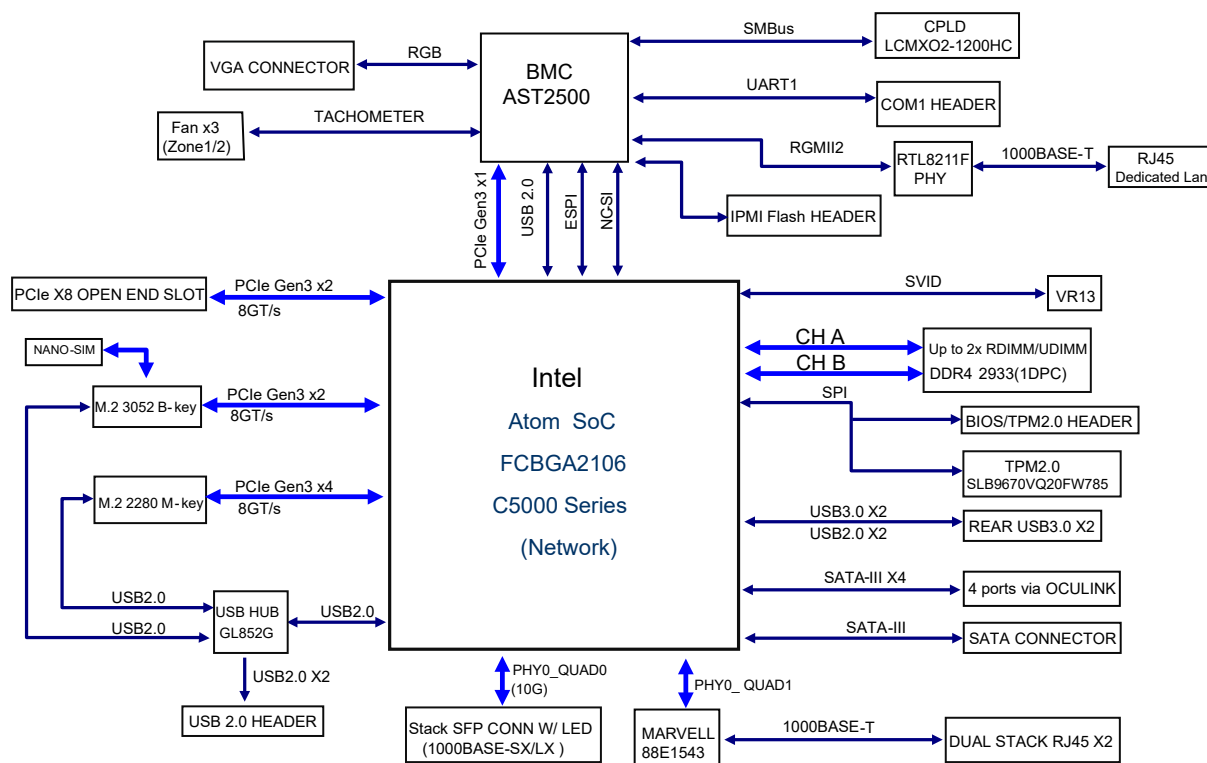 SMBus
CPLD
LCMXO2-1200HC
VGA CONNECTOR
RGB
BMC
AST2500
UART1
COM1 HEADER
Fan x3
(Zone1/2)
TACHOMETER
RGMII2
RTL8211F
PHY
1000BASE-T
RJ45
Dedicated Lan
IPMI Flash HEADER
PCIe Gen3 x1
USB 2.0
ESPI
NCSI
PCIe X8 OPEN END SLOT
PCIe Gen3 x2
8GT/s
SVID
VR13
NANO-SIM
CH A
CH B
Up to 2x RDIMM/UDIMM
DDR4 2933(1DPC)
M.2 3052 B-key
PCIe Gen3 x2
8GT/s
Intel
Atom SoC
FCBGA2106
C5000 Series
(Network)
SPI
BIOS/TPM2.0 HEADER
TPM2.0
SLB9670VQ20FW785
M.2 2280 M-key
PCIe Gen3 x4
8GT/s
USB3.0 X2
USB2.0 X2
REAR USB3.0 X2
SATA-III X4
4 ports via OCULINK
USB2.0
USB2.0
USB HUB
GL852G
USB2.0
SATA-III
SATA CONNECTOR
USB2.0 X2
USB 2.0 HEADER
PHY0_QUAD0
(10G)
PHY0_ QUAD1
Stack SFP CONN W/ LED
(1000BASE-SX/LX )
MARVELL
88E1543
1000BASE-T
DUAL STACK RJ45 X2